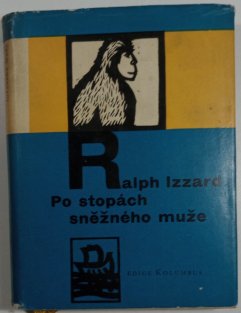 Ralph Izzard
Po stopách
sněžného muže
EDICE KOLUMBUS